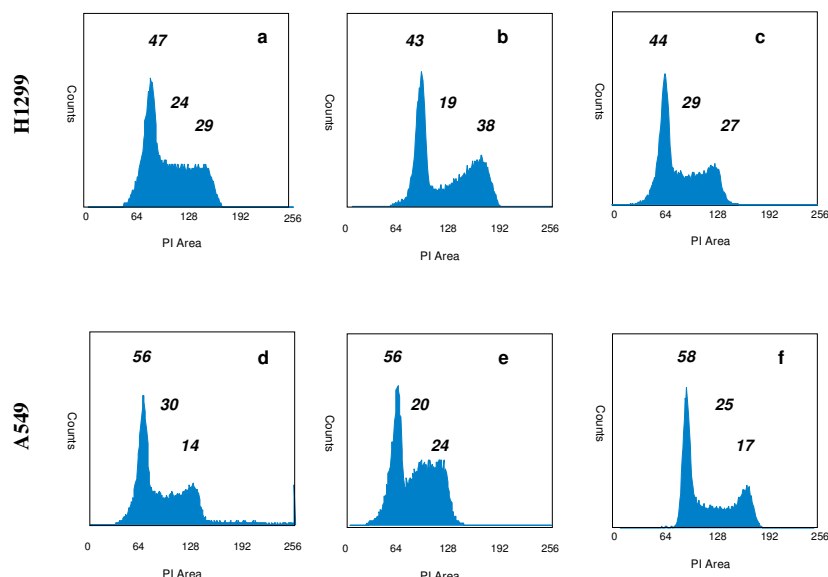 H1299
a
47
24
29
Counts
0 64 128 192 256
PI Area
b
43
19
38
Counts
0 64 128 192 256
PI Area
c
44
29
27
Counts
0 64 128 192 256
PI Area
A549
d
56
30
14
Counts
0 64 128 192 256
PI Area
e
56
20
24
Counts
0 64 128 192 256
PI Area
f
58
25
17
Counts
0 64 128 192 256
PI Area